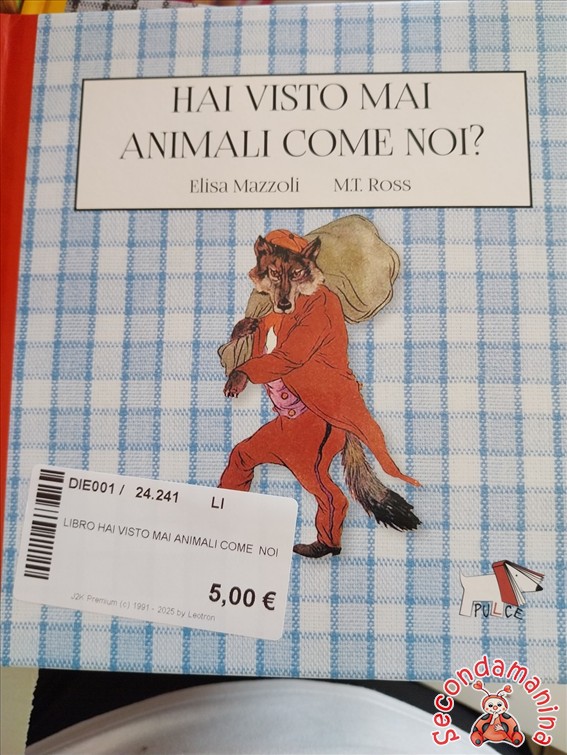 HAI VISTO MAI
ANIMALI COME NOI?
Elisa Mazzoli M.T. Ross
DIE001 / 24.241 LI
LIBRO HAI VISTO MAI ANIMALI COME NOI
5,00 €
J2K Premium (c) 1991 - 2025 by Leotron
PULCE
secondamanina